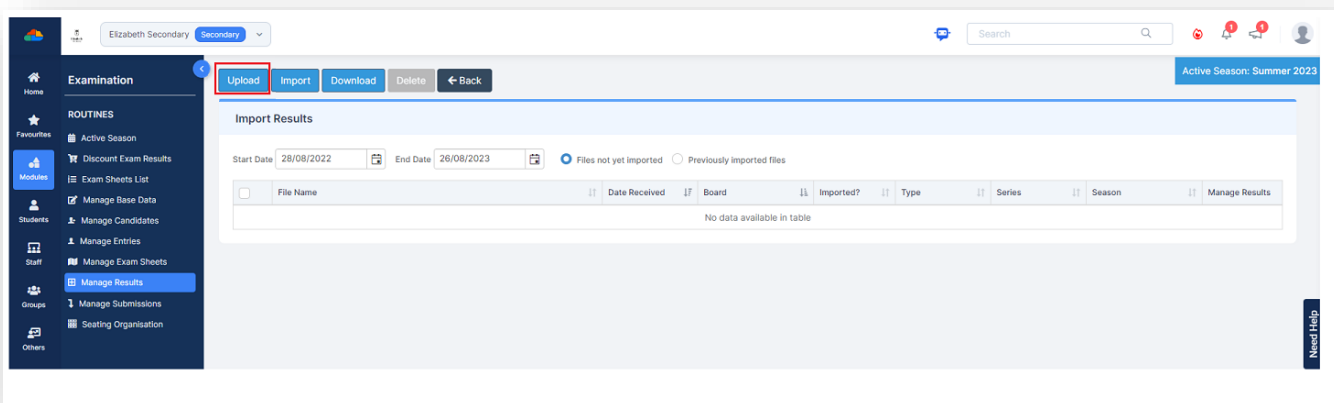 Elizabeth Secondary Secondary
Search
1
1
Active Season: Summer 2023
Home
Favourites
Modules
Students
Staff
Groups
Others
Examination
ROUTINES
Active Season
Discount Exam Results
Exam Sheets List
Manage Base Data
Manage Candidates
Manage Entries
Manage Exam Sheets
Manage Results
Manage Submissions
Seating Organisation
Upload Import Download Delete Back
Import Results
Start Date 28/08/2022 End Date 26/08/2023 Files not yet imported Previously imported files
File Name Date Received Board Imported? Type Series Season Manage Results
No data available in table
Need Help